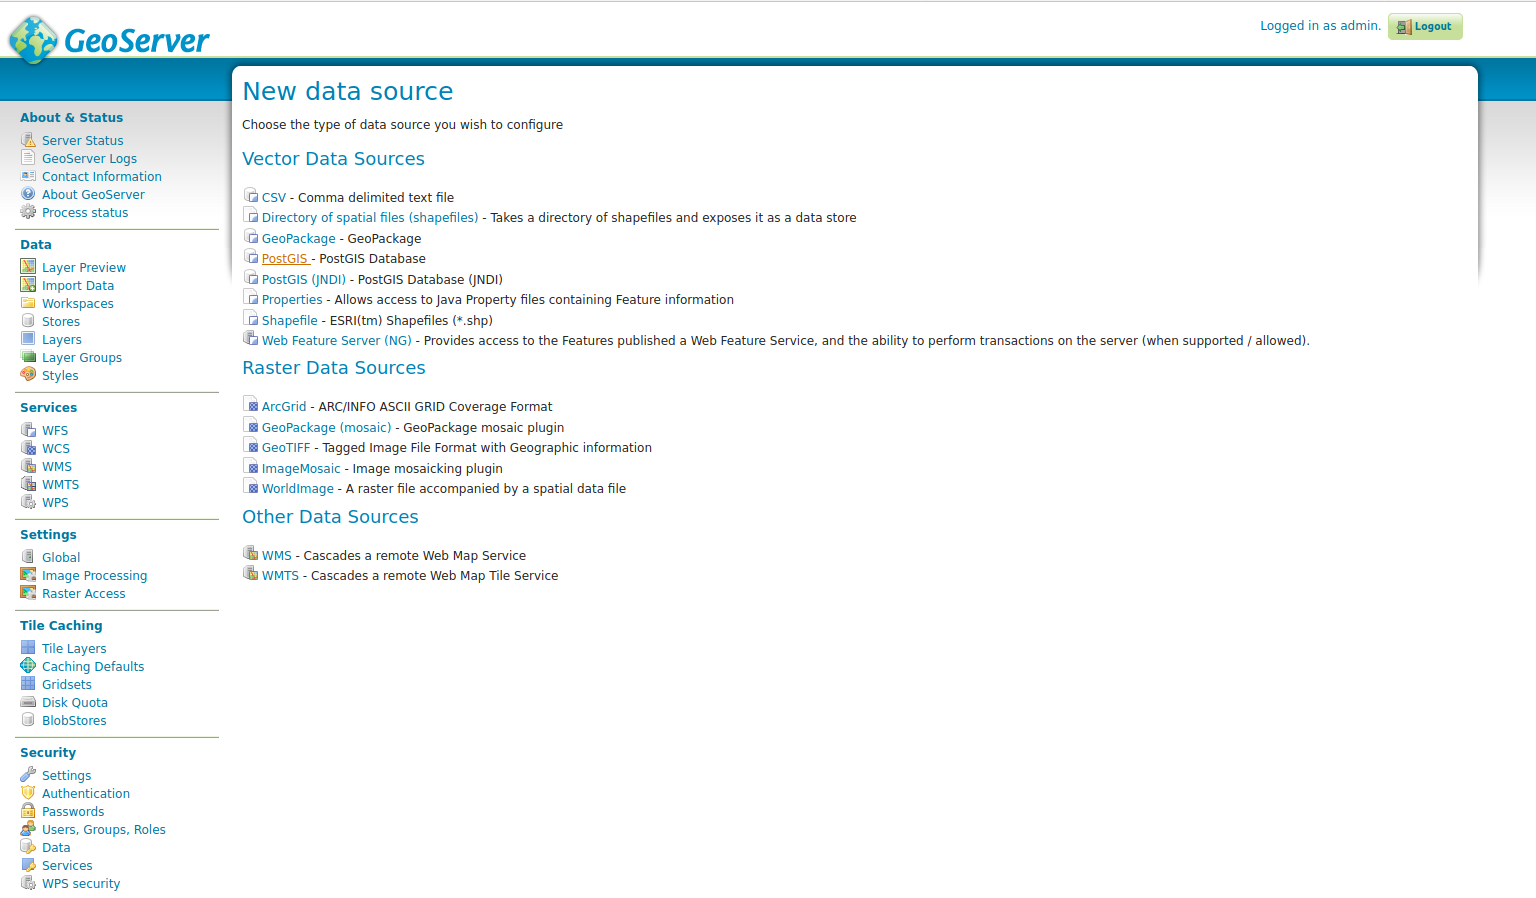 GeoServer
Logged in as admin.
Logout
About & Status
Server Status
GeoServer Logs
Contact Information
About GeoServer
Process status
Data
Layer Preview
Import Data
Workspaces
Stores
Layers
Layer Groups
Styles
Services
WFS
WCS
WMS
WMTS
WPS
Settings
Global
Image Processing
Raster Access
Tile Caching
Tile Layers
Caching Defaults
Gridsets
Disk Quota
BlobStores
Security
Settings
Authentication
Passwords
Users, Groups, Roles
Data
Services
WPS security
New data source
Choose the type of data source you wish to configure
Vector Data Sources
CSV - Comma delimited text file
Directory of spatial files (shapefiles) - Takes a directory of shapefiles and exposes it as a data store
GeoPackage - GeoPackage
PostGIS - PostGIS Database
PostGIS (JNDI) - PostGIS Database (JNDI)
Properties - Allows access to Java Property files containing Feature information
Shapefile - ESRI(tm) Shapefiles (*.shp)
Web Feature Server (NG) - Provides access to the Features published a Web Feature Service, and the ability to perform transactions on the server (when supported / allowed).
Raster Data Sources
ArcGrid - ARC/INFO ASCII GRID Coverage Format
GeoPackage (mosaic) - GeoPackage mosaic plugin
GeoTIFF - Tagged Image File Format with Geographic information
ImageMosaic - Image mosaicking plugin
WorldImage - A raster file accompanied by a spatial data file
Other Data Sources
WMS - Cascades a remote Web Map Service
WMTS - Cascades a remote Web Map Tile Service